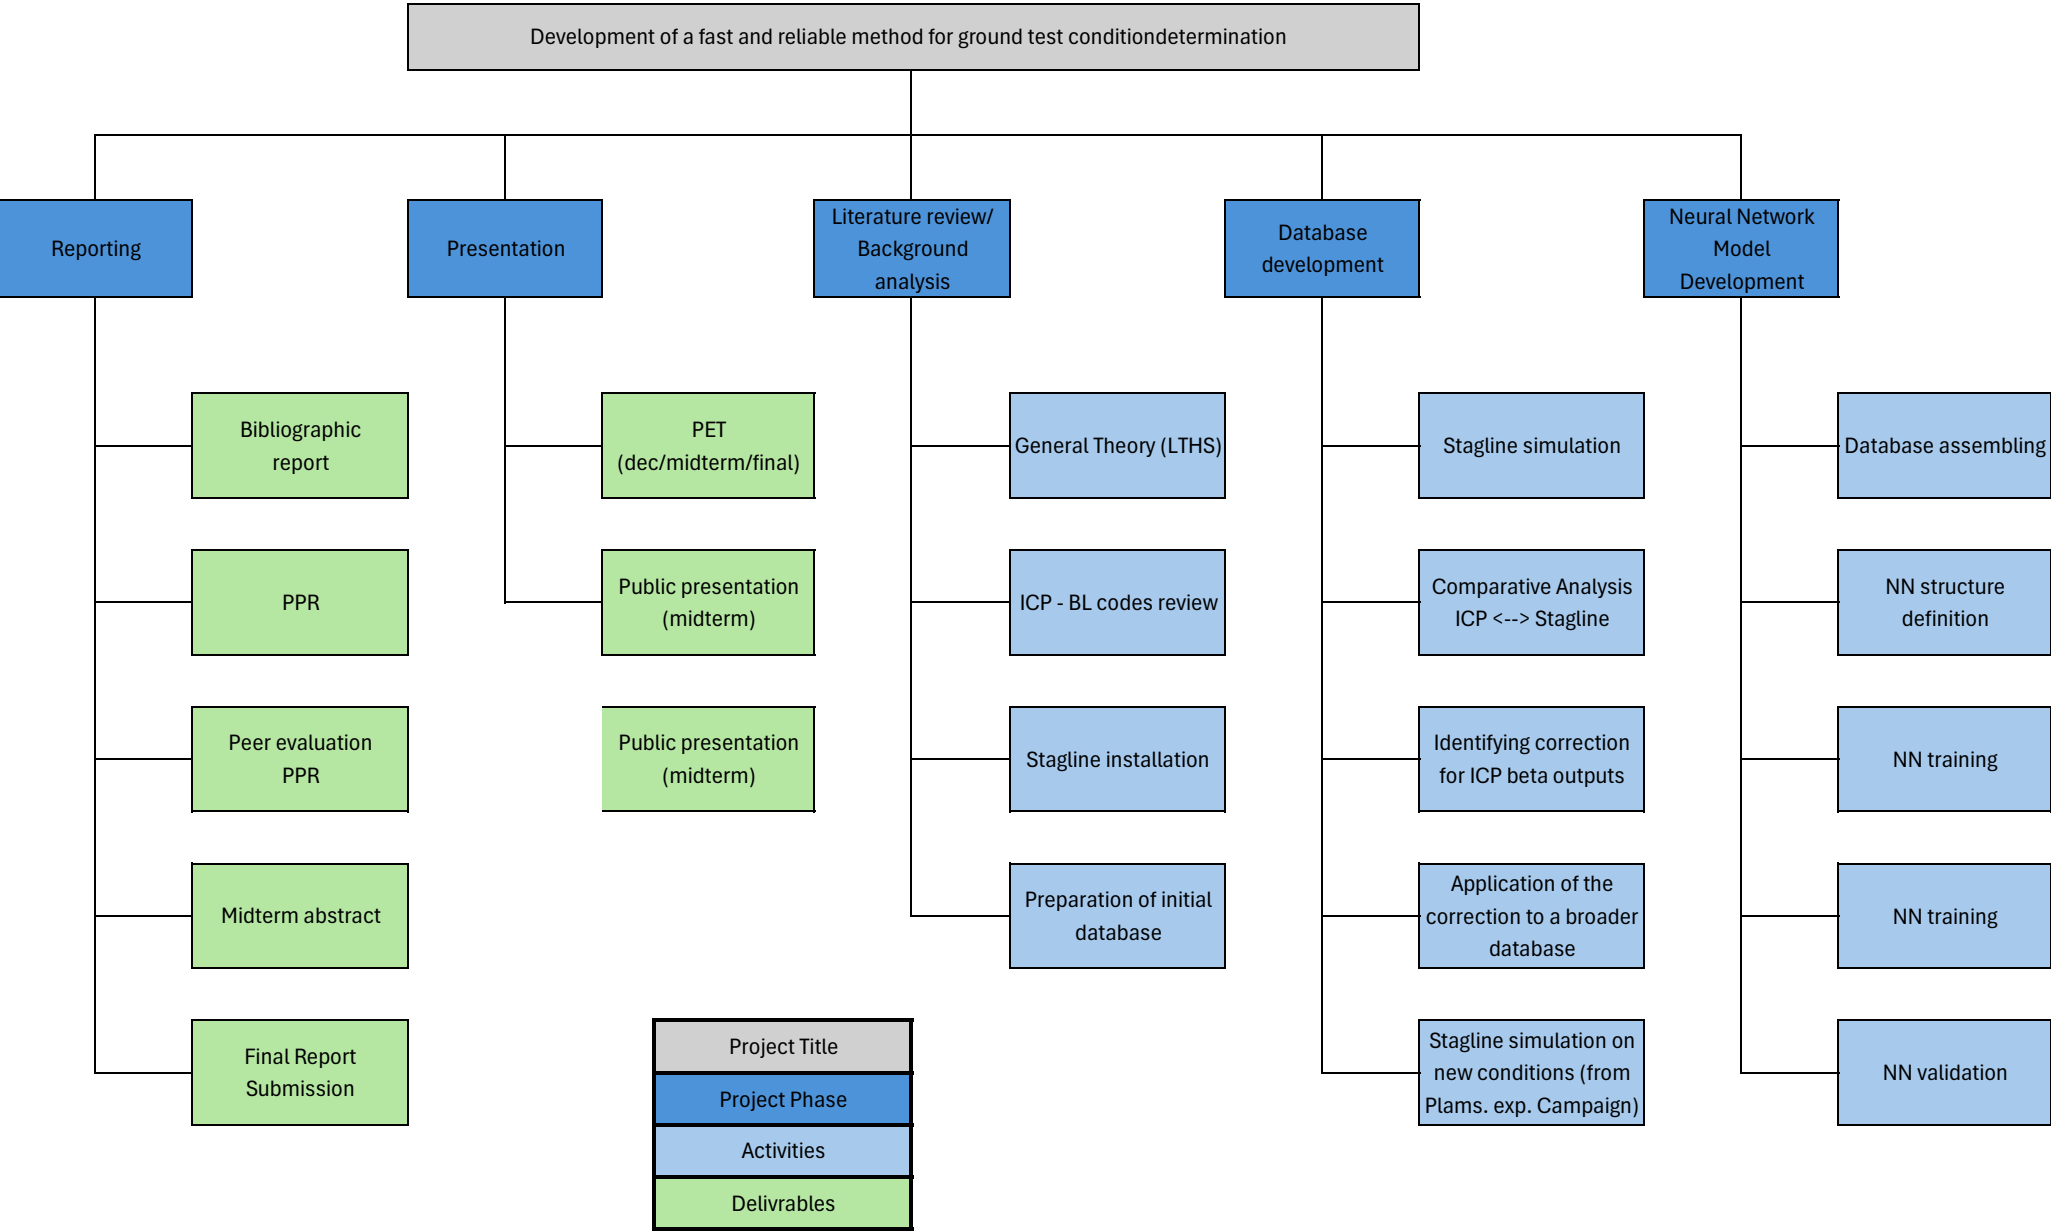 Development of a fast and reliable method for ground test conditiondetermination
Reporting
Presentation
Literature review/
Background
analysis
Database
development
Neural Network
Model
Development
Bibliographic
report
PET
(dec/midterm/final)
General Theory (LTHS)
Stagline simulation
Database assembling
PPR
Public presentation
(midterm)
ICP - BL codes review
Comparative Analysis
ICP <--> Stagline
NN structure
definition
Peer evaluation
PPR
Public presentation
(midterm)
Stagline installation
Identifying correction
for ICP beta outputs
NN training
Midterm abstract
Preparation of initial
database
Application of the
correction to a broader
database
NN training
Final Report
Submission
Stagline simulation on
new conditions (from
Plams. exp. Campaign)
NN validation
Project Title
Project Phase
Activities
Delivrables